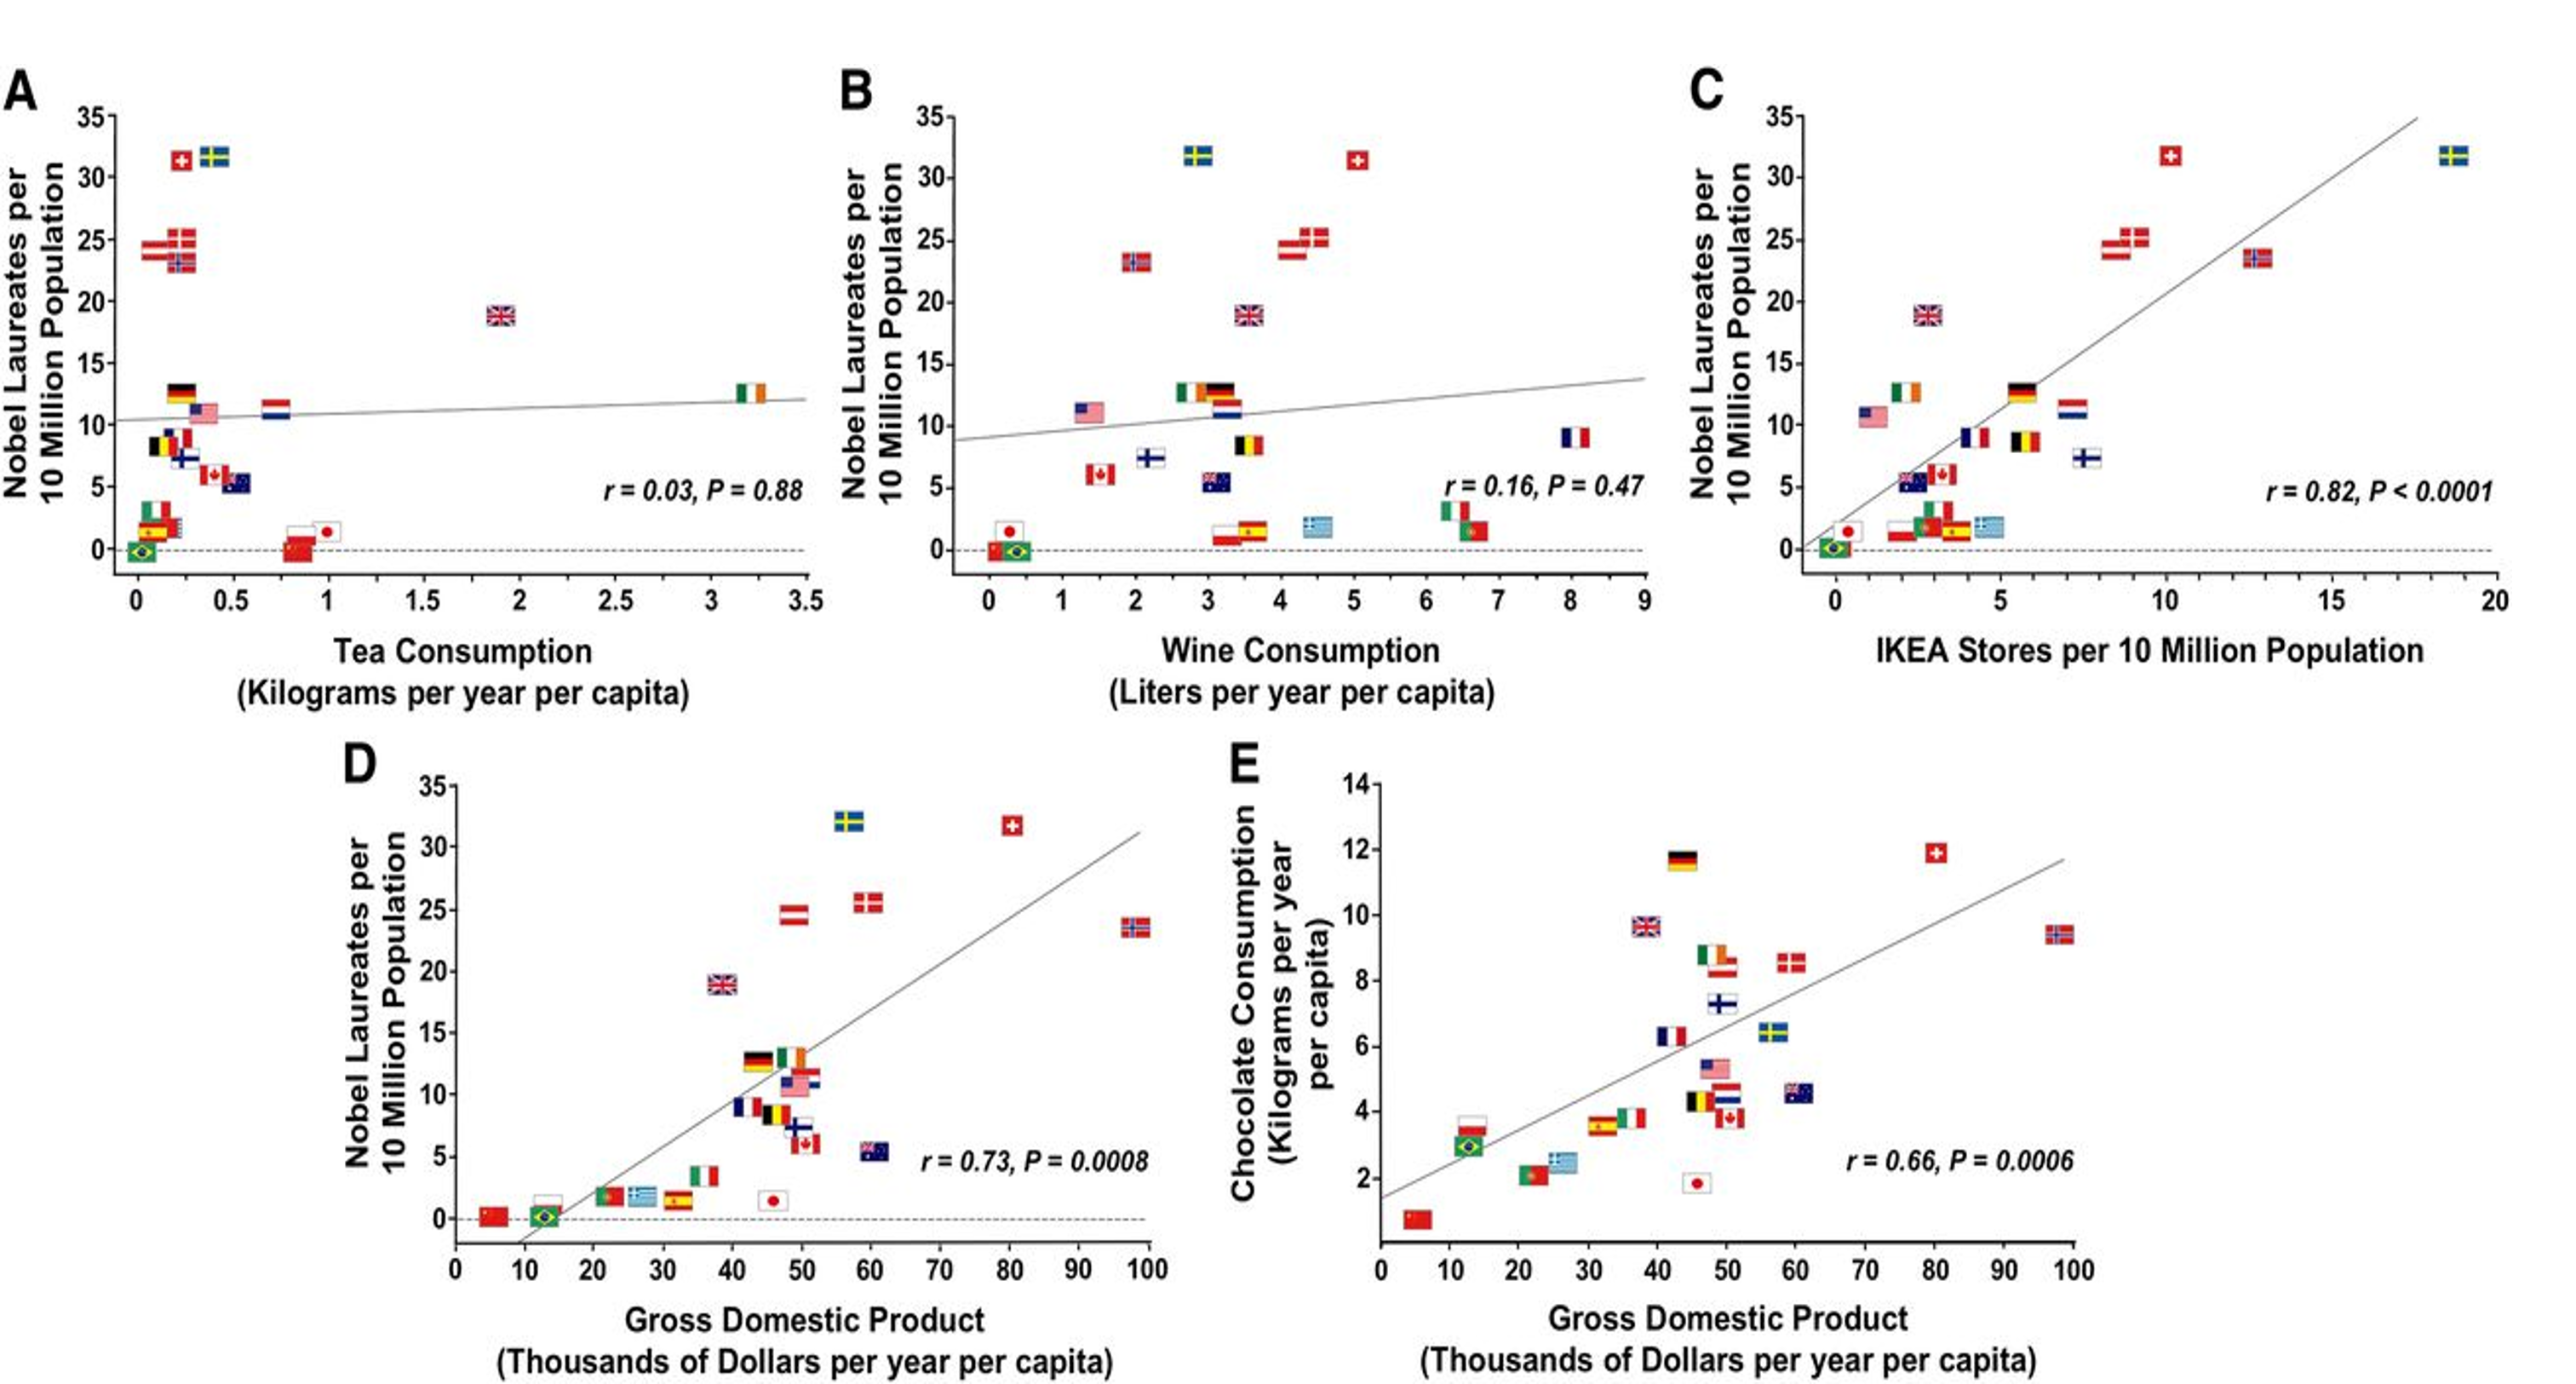 A
35
30
25
20
15
10
5
0
Nobel Laureates per
10 Million Population
r = 0.03, P = 0.88
0 0.5 1 1.5 2 2.5 3 3.5
Tea Consumption
(Kilograms per year per capita)
B
35
30
25
20
15
10
5
0
Nobel Laureates per
10 Million Population
r = 0.16, P = 0.47
0 1 2 3 4 5 6 7 8 9
Wine Consumption
(Liters per year per capita)
C
35
30
25
20
15
10
5
0
Nobel Laureates per
10 Million Population
r = 0.82, P < 0.0001
0 5 10 15 20
IKEA Stores per 10 Million Population
D
35
30
25
20
15
10
5
0
Nobel Laureates per
10 Million Population
r = 0.73, P = 0.0008
0 10 20 30 40 50 60 70 80 90 100
Gross Domestic Product
(Thousands of Dollars per year per capita)
E
14
12
10
8
6
4
2
Chocolate Consumption
(Kilograms per year
per capita)
r = 0.66, P = 0.0006
0 10 20 30 40 50 60 70 80 90 100
Gross Domestic Product
(Thousands of Dollars per year per capita)